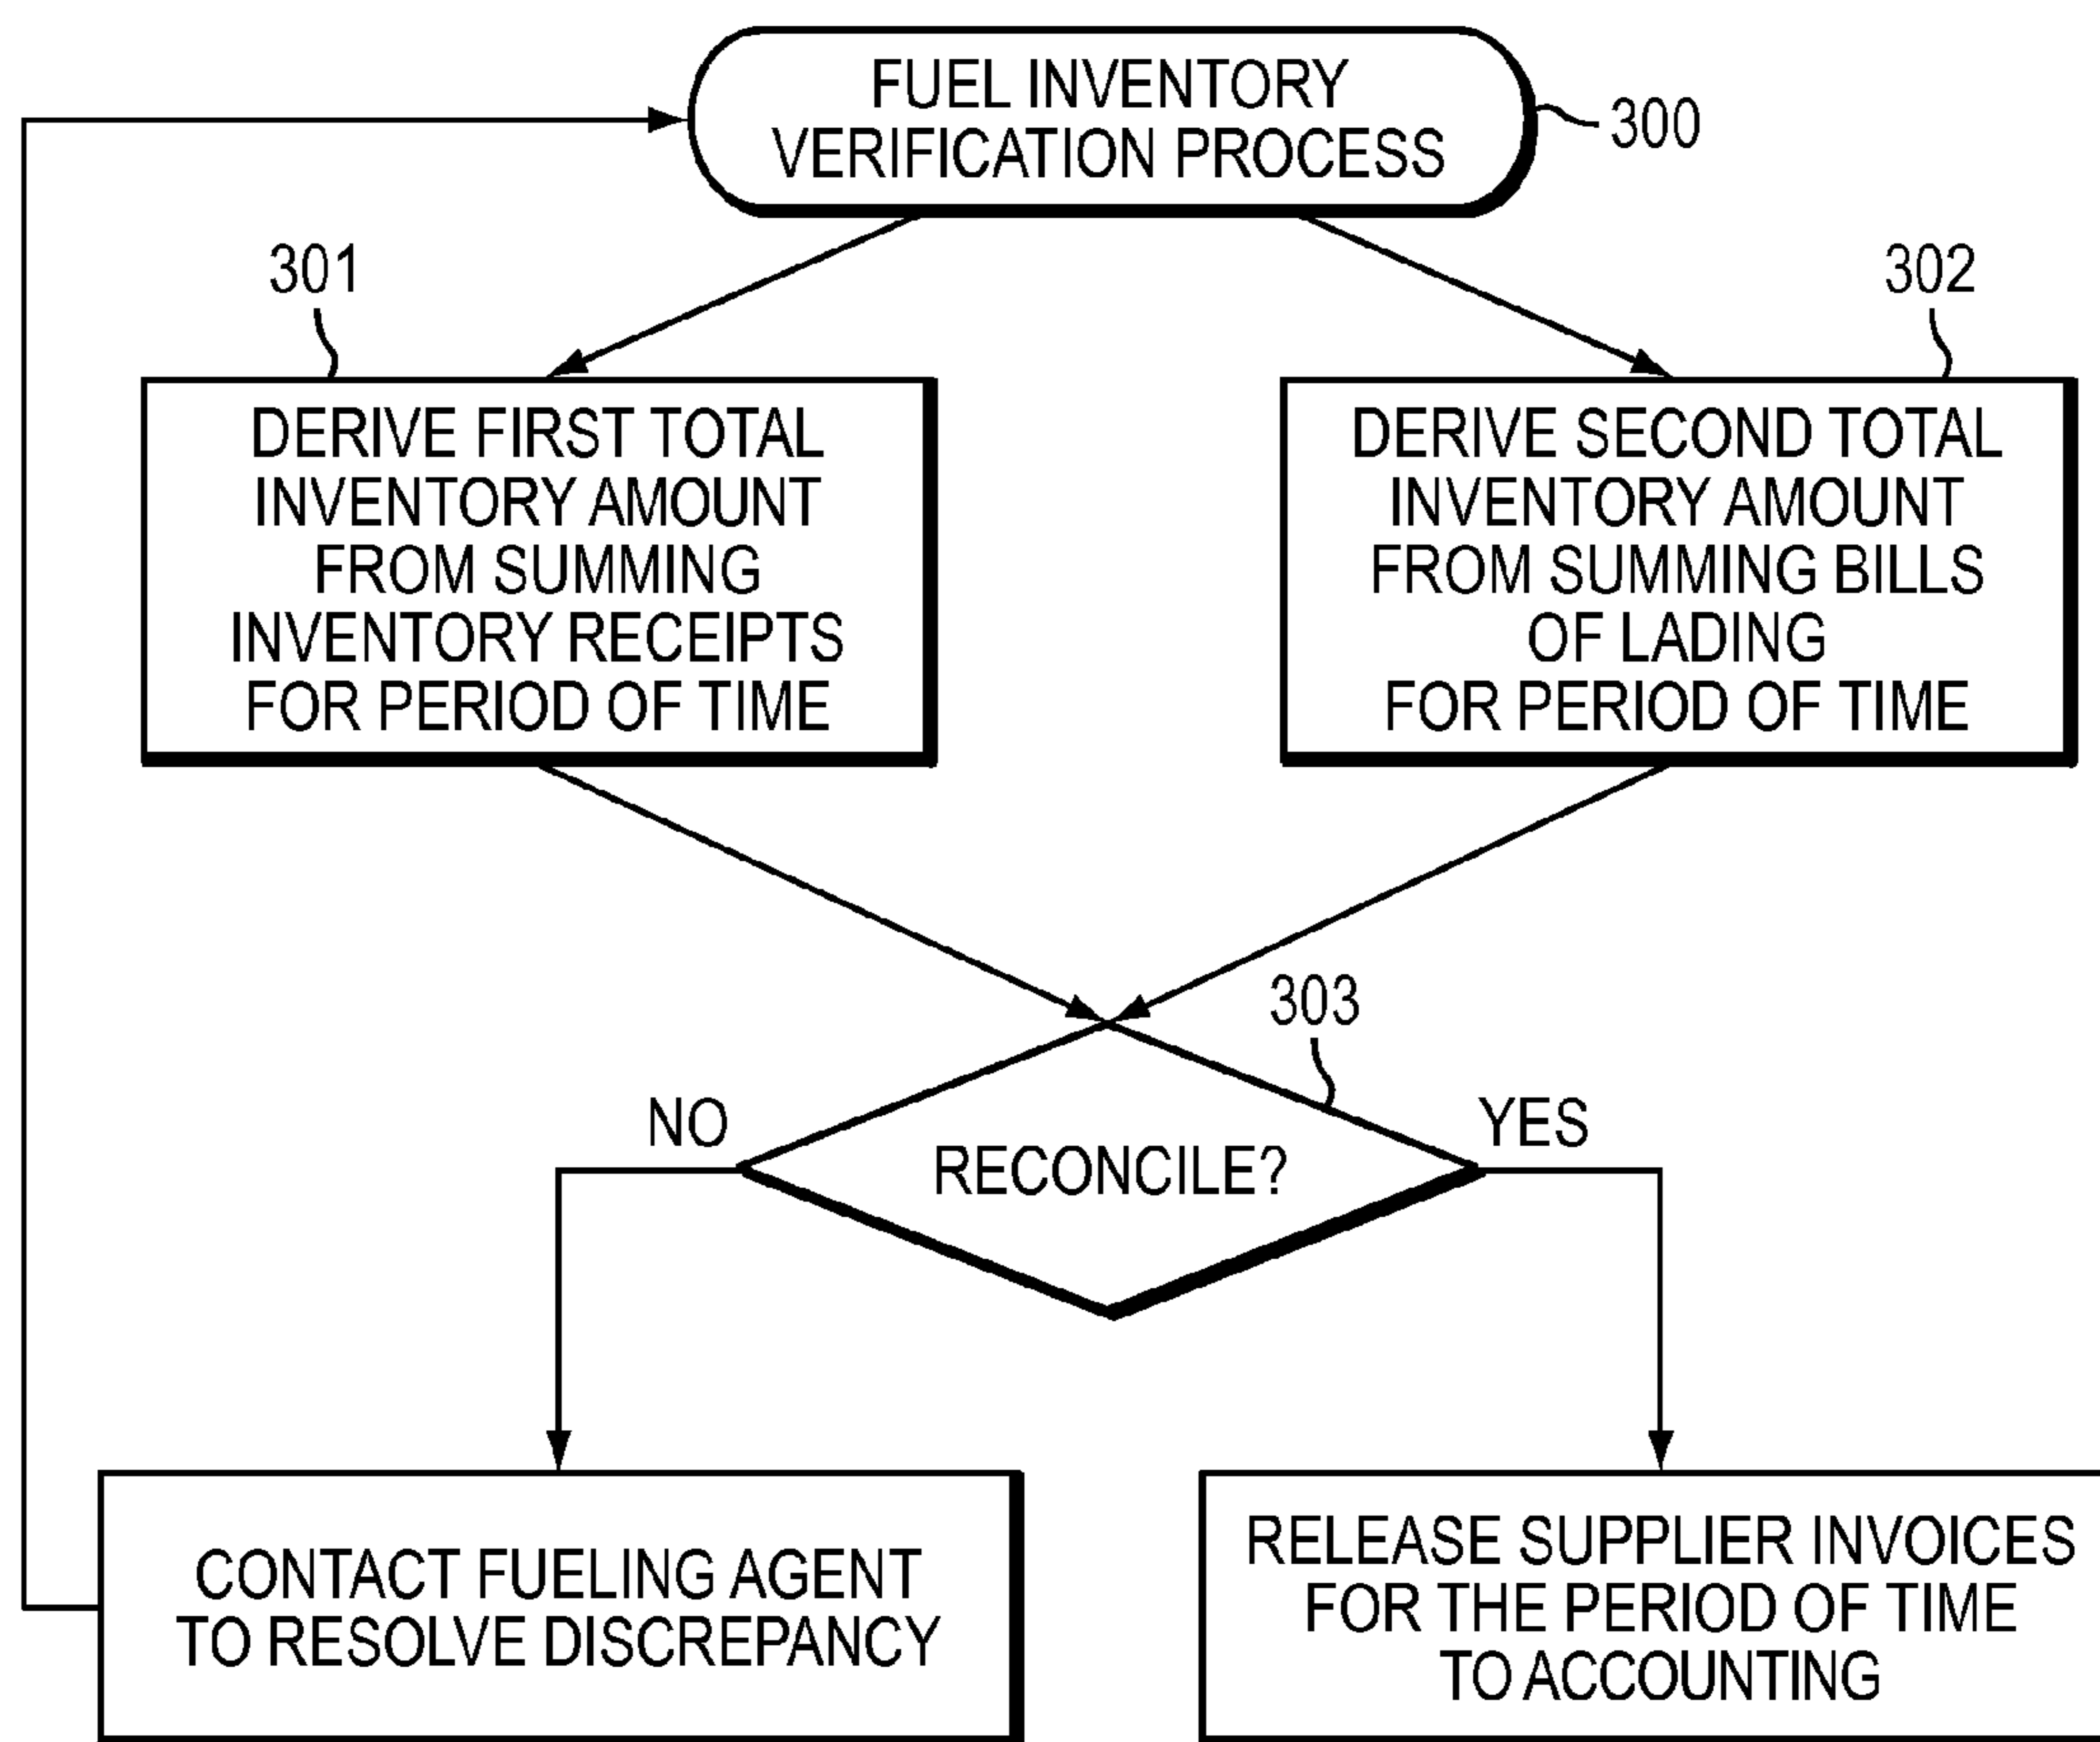 FUEL INVENTORY
VERIFICATION PROCESS
300
301
302
DERIVE FIRST TOTAL
INVENTORY AMOUNT
FROM SUMMING
INVENTORY RECEIPTS
FOR PERIOD OF TIME
DERIVE SECOND TOTAL
INVENTORY AMOUNT
FROM SUMMING BILLS
OF LADING
FOR PERIOD OF TIME
303
NO
YES
RECONCILE?
CONTACT FUELING AGENT
TO RESOLVE DISCREPANCY
RELEASE SUPPLIER INVOICES
FOR THE PERIOD OF TIME
TO ACCOUNTING